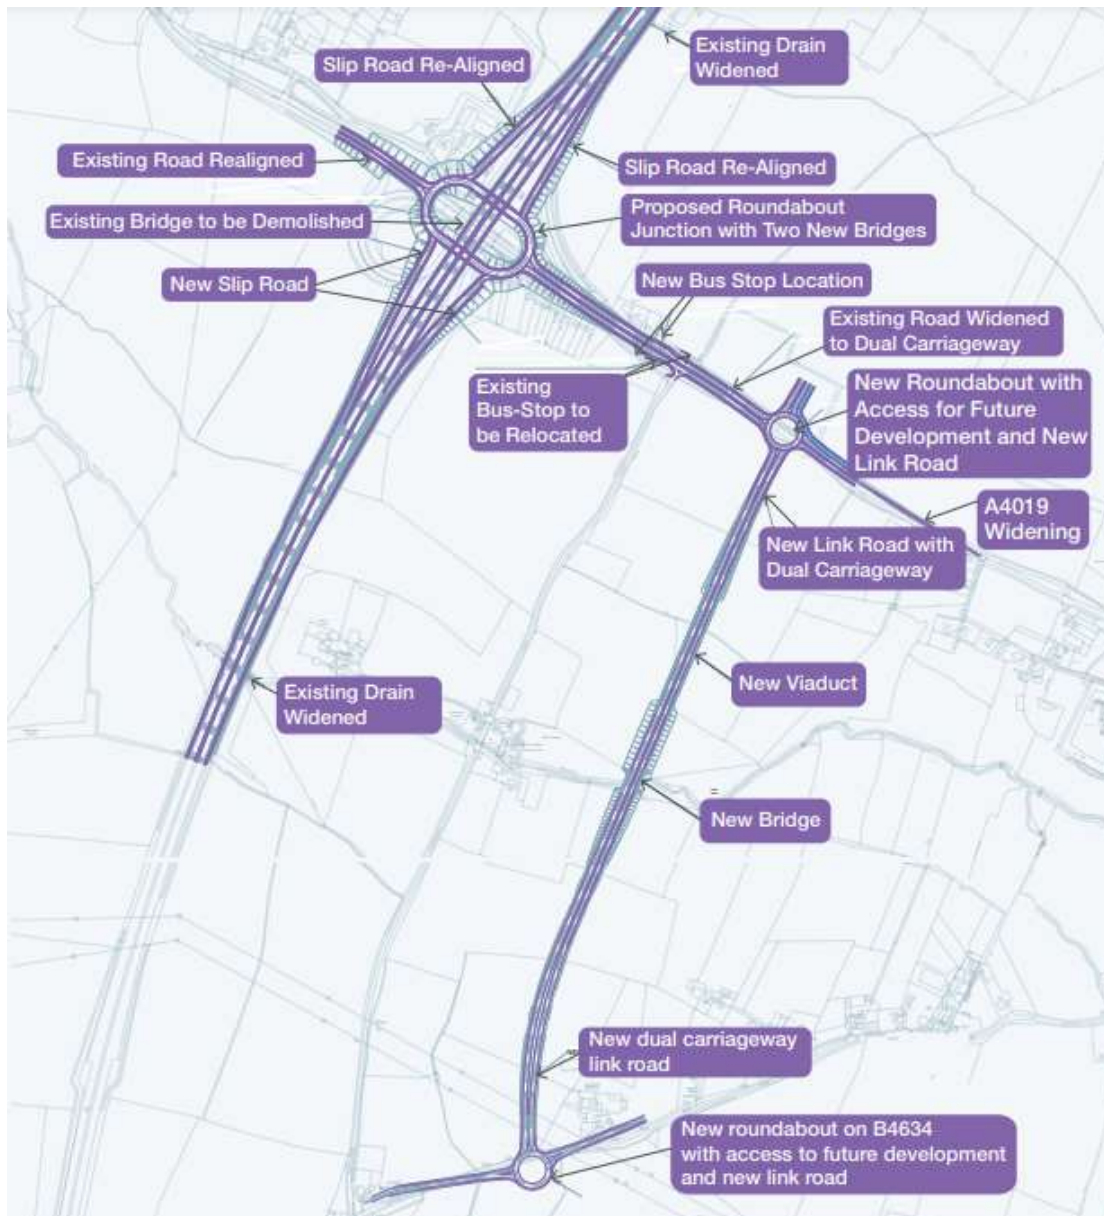 Existing Drain
Widened
Slip Road Re-Aligned
Existing Road Realigned
Slip Road Re-Aligned
Existing Bridge to be Demolished
Proposed Roundabout
Junction with Two New Bridges
New Slip Road
New Bus Stop Location
Existing Road Widened
to Dual Carriageway
Existing
Bus-Stop to
be Relocated
New Roundabout with
Access for Future
Development and New
Link Road
A4019
Widening
New Link Road with
Dual Carriageway
New Viaduct
Existing Drain
Widened
New Bridge
New dual carriageway
link road
New roundabout on B4634
with access to future development
and new link road